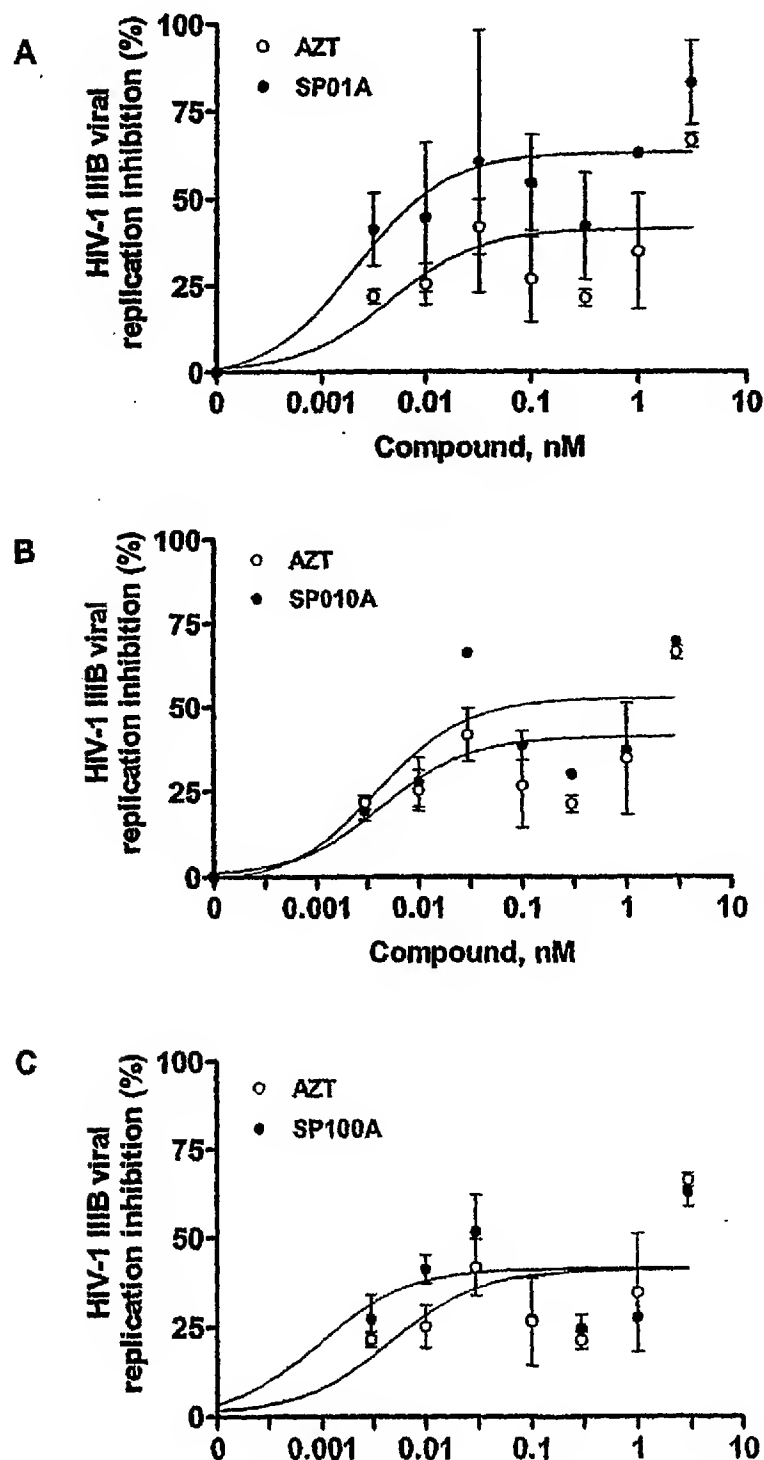 A
HIV-1 IIIB viral
replication inhibition (%)
100
75
50
25
0
AZT
SP01A
0 0.001 0.01 0.1 1 10
Compound, nM
B
HIV-1 IIIB viral
replication inhibition (%)
100
75
50
25
0
AZT
SP010A
0 0.001 0.01 0.1 1 10
Compound, nM
C
HIV-1 IIIB viral
replication inhibition (%)
100
75
50
25
0
AZT
SP100A
0 0.001 0.01 0.1 1 10